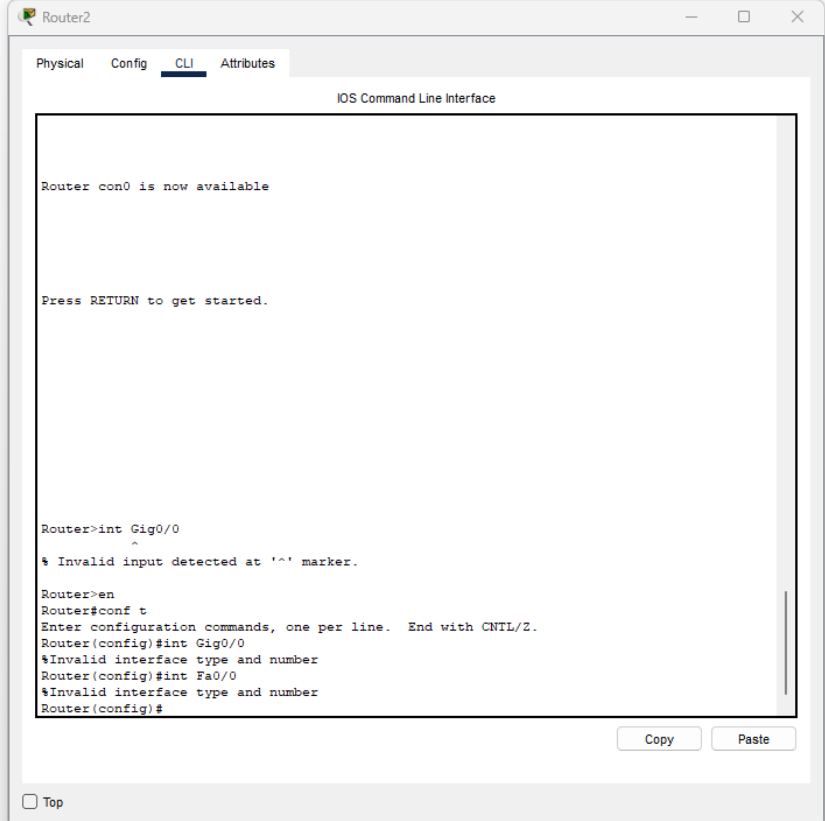 Router2
Physical Config CLI Attributes
IOS Command Line Interface
Router con0 is now available
Press RETURN to get started.
Router>int Gig0/0
^
% Invalid input detected at '^' marker.
Router>en
Router#conf t
Enter configuration commands, one per line.  End with CNTL/Z.
Router(config)#int Gig0/0
%Invalid interface type and number
Router(config)#int Fa0/0
%Invalid interface type and number
Router(config)#
Copy Paste
Top